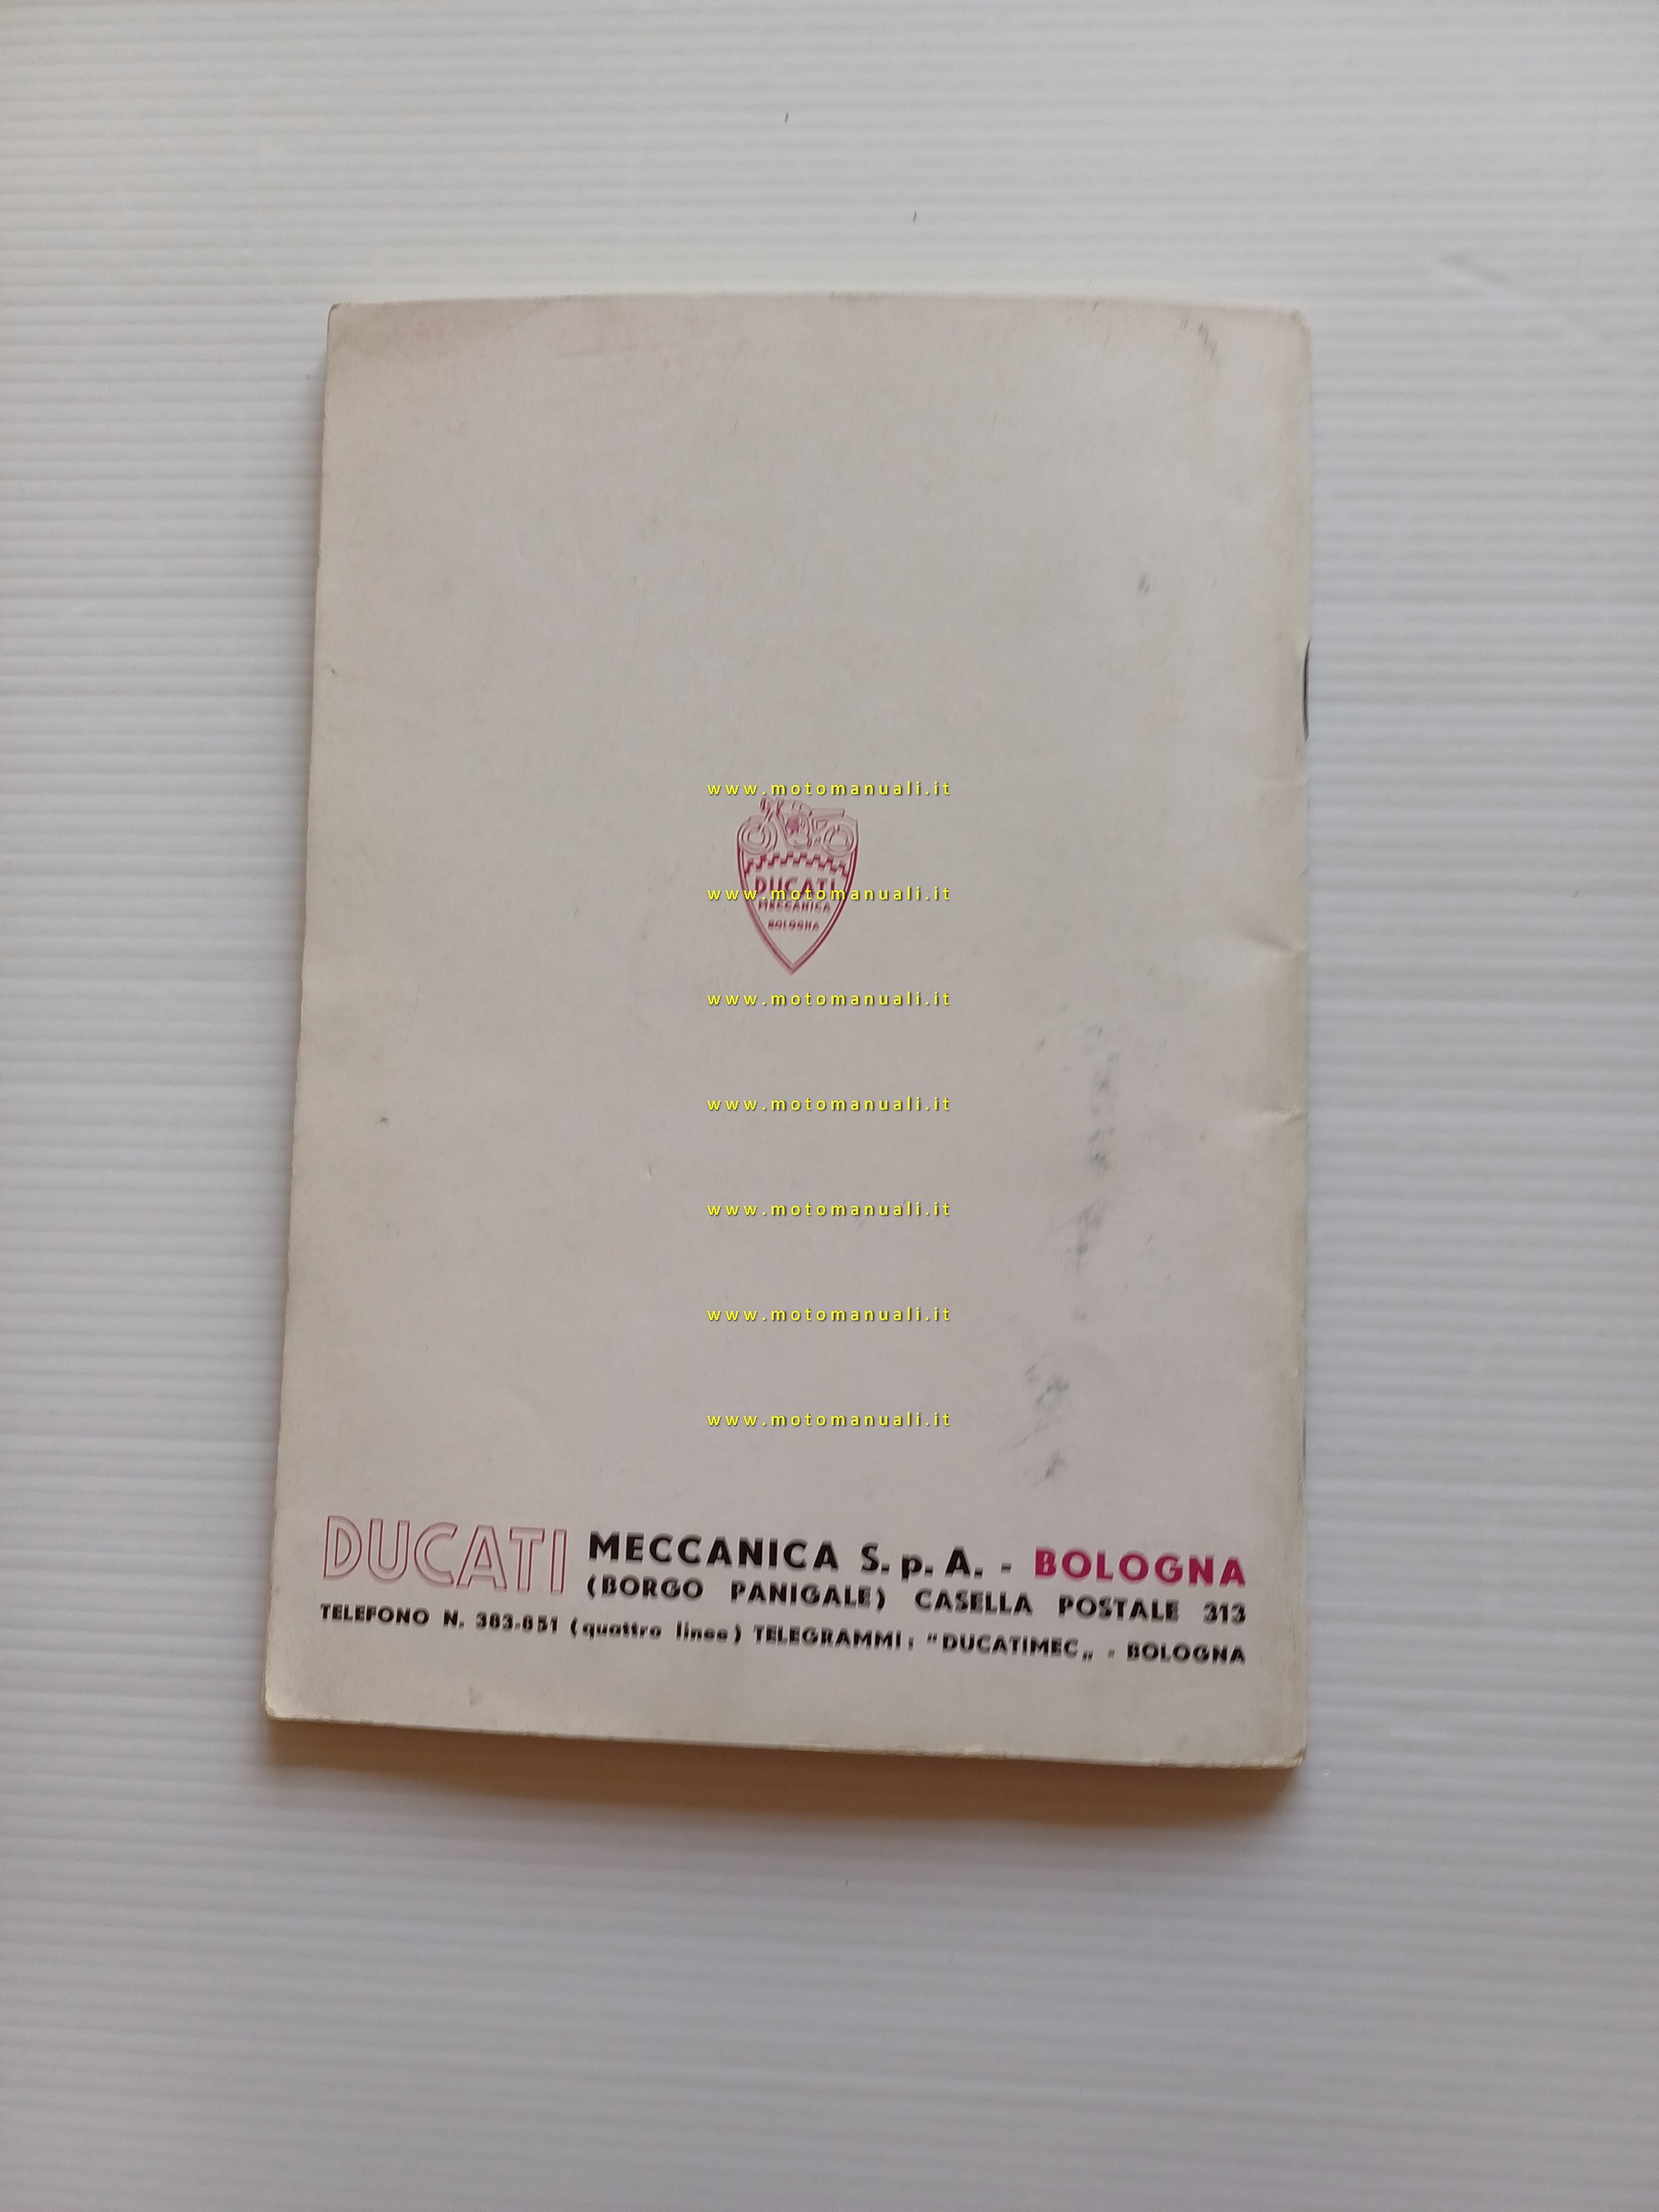 www.motomanuali.it
DUCATI
www.motomanuali.it
MECCANICA
BOLOGNA
www.motomanuali.it
www.motomanuali.it
www.motomanuali.it
www.motomanuali.it
www.motomanuali.it
DUCATI MECCANICA S.p.A. - BOLOGNA
(BORGO PANIGALE) CASELLA POSTALE 313
TELEFONO N. 383-851 (quattro linee) TELEGRAMMI: "DUCATIMEC„ - BOLOGNA